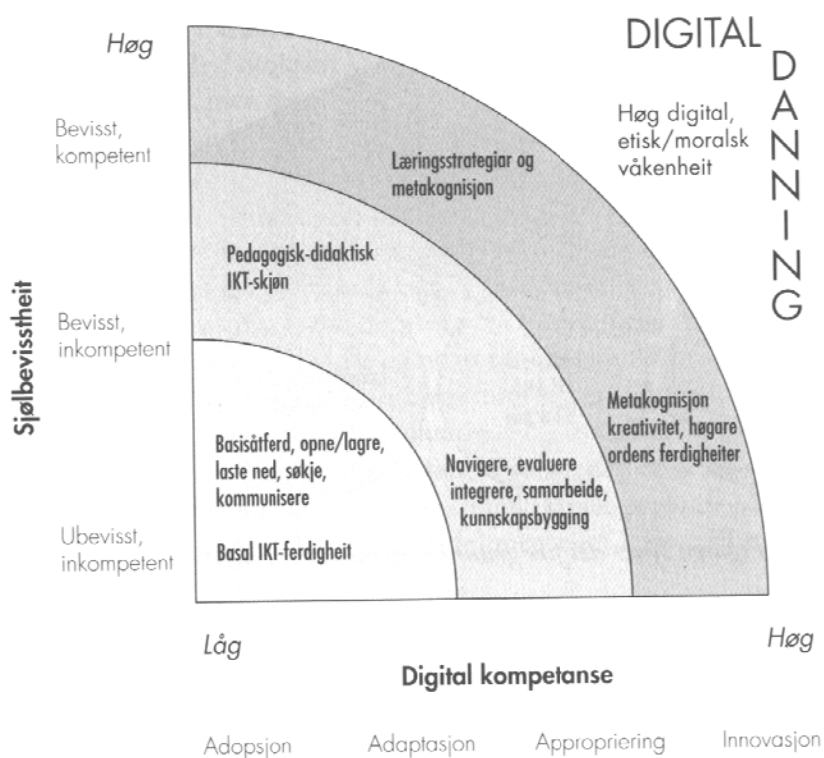 DIGITAL
DANNING
Høg
Høg digital,
etisk/moralsk
våkenheit
Bevisst,
kompetent
Læringsstrategiar og
metakognisjon
Pedagogisk-didaktisk
IKT-skjøn
Sjølbevisstheit
Bevisst,
inkompetent
Metakognisjon
kreativitet, høgare
ordens ferdigheiter
Basisåtferd, opne/lagre,
laste ned, søkje,
kommunisere
Navigere, evaluere
integrere, samarbeide,
kunnskapsbygging
Ubevisst,
inkompetent
Basal IKT-ferdigheit
Låg
Høg
Digital kompetanse
Adopsjon
Adaptasjon
Appropriering
Innovasjon